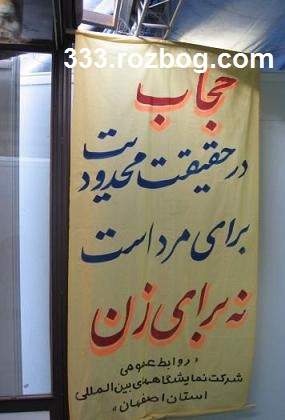 333.rozbog.com
حجاب
در حقیقت محدودیت
برای مرد است
نه برای زن
«روابط عمومی
شرکت نمایشگاههای بین المللی
استان اصفهان»